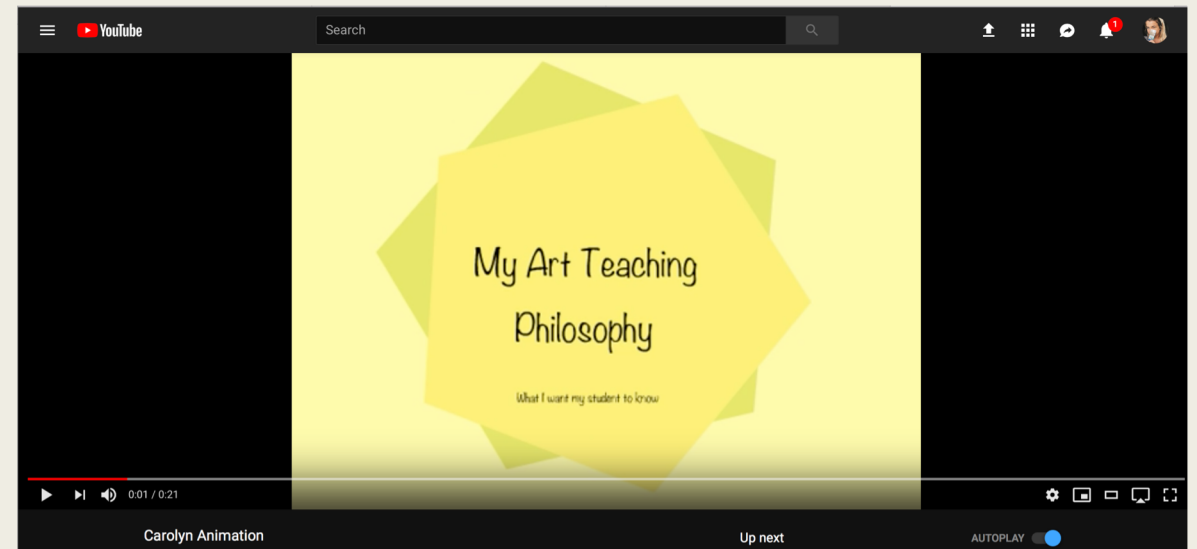 YouTube
Search
1
My Art Teaching
Philosophy
What I want my student to know
0:01 / 0:21
Carolyn Animation
Up next
AUTOPLAY